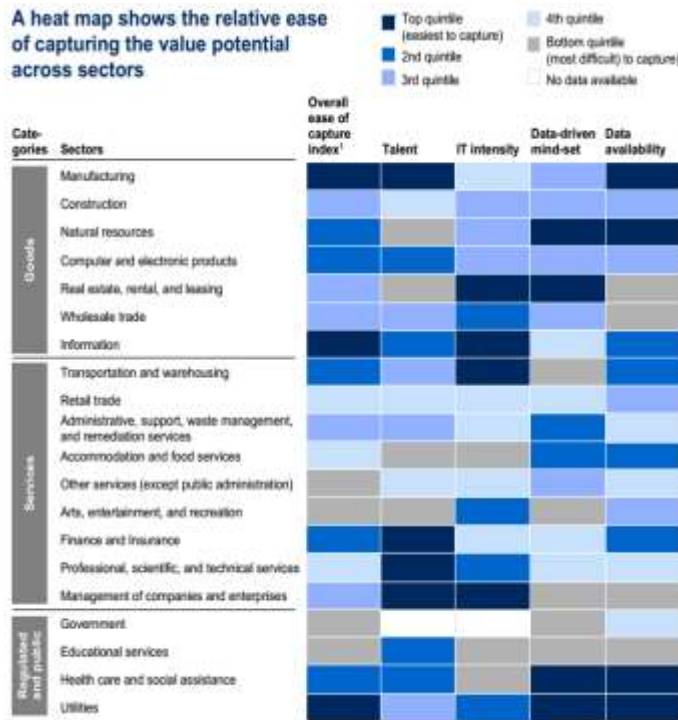 A heat map shows the relative ease
of capturing the value potential
across sectors
Top quintile
(easiest to capture)
2nd quintile
3rd quintile
4th quintile
Bottom quintile
(most difficult) to capture)
No data available
Cate-
gories
Sectors
Overall
ease of
capture
index¹
Talent
IT intensity
Data-driven
mind-set
Data
availability
Goods
Manufacturing
Construction
Natural resources
Computer and electronic products
Real estate, rental, and leasing
Wholesale trade
Information
Services
Transportation and warehousing
Retail trade
Administrative, support, waste management,
and remediation services
Accommodation and food services
Other services (except public administration)
Arts, entertainment, and recreation
Finance and Insurance
Professional, scientific, and technical services
Management of companies and enterprises
Regulated
and public
Government
Educational services
Health care and social assistance
Utilities